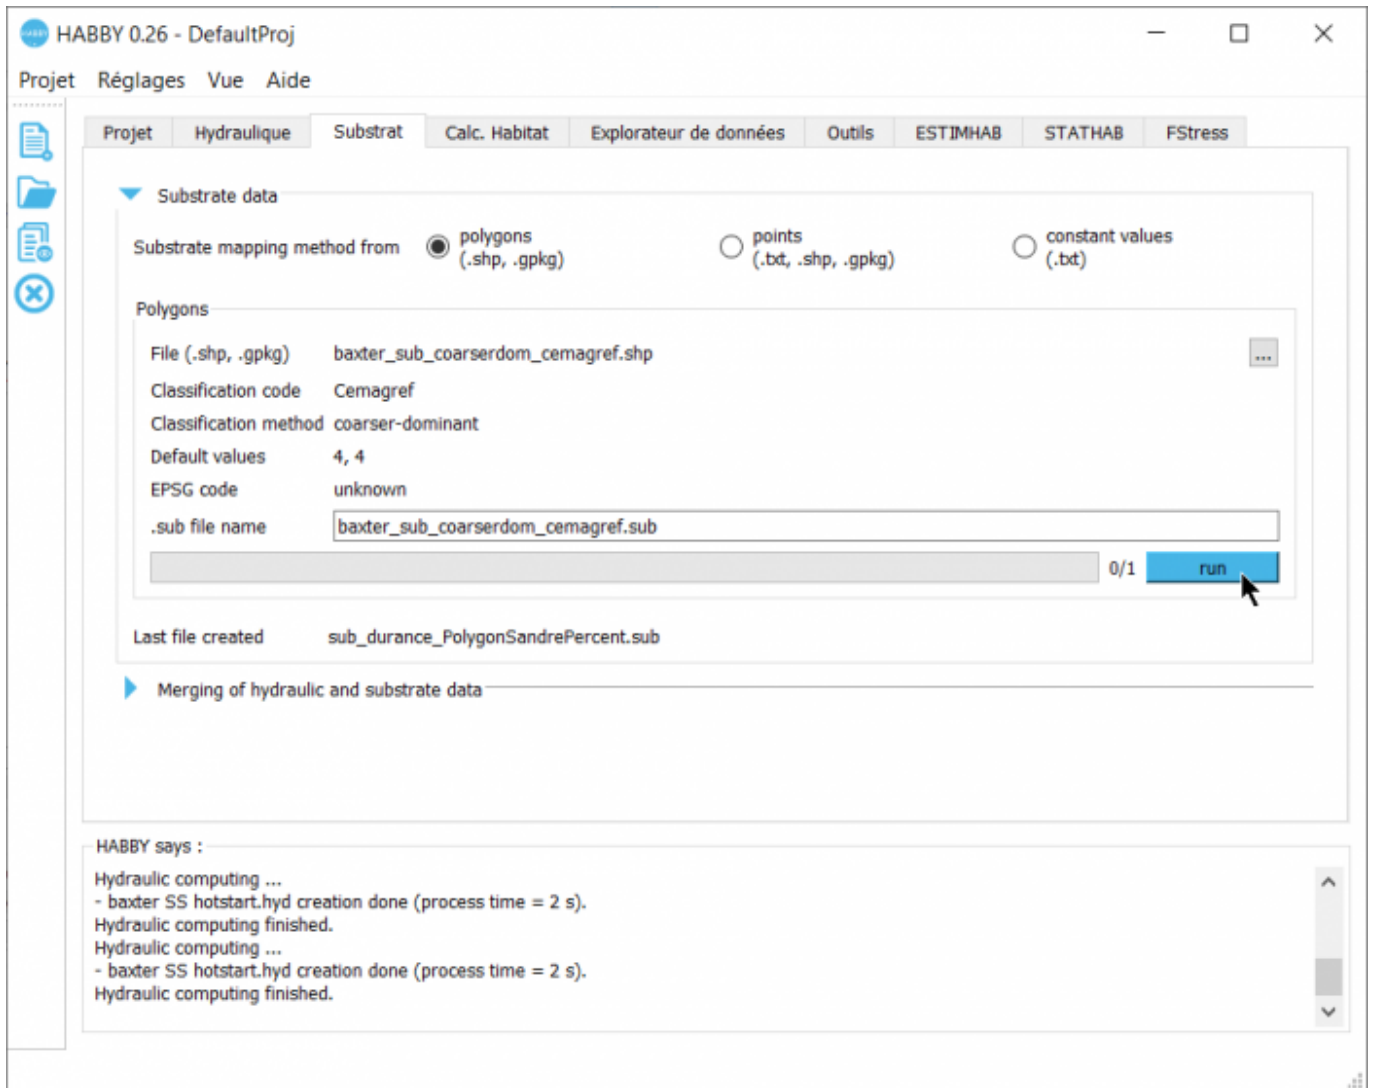 HABBY 0.26 - DefaultProj
Projet Réglages Vue Aide
Projet Hydraulique Substrat Calc. Habitat Explorateur de données Outils ESTIMHAB STATHAB FStress
Substrate data
Substrate mapping method from
polygons
(.shp, .gpkg)
points
(.txt, .shp, .gpkg)
constant values
(.txt)
Polygons
File (.shp, .gpkg) baxter_sub_coarserdom_cemagref.shp ...
Classification code Cemagref
Classification method coarser-dominant
Default values 4, 4
EPSG code unknown
.sub file name baxter_sub_coarserdom_cemagref.sub
0/1 run
Last file created sub_durance_PolygonSandrePercent.sub
Merging of hydraulic and substrate data
HABBY says :
Hydraulic computing ...
- baxter SS hotstart.hyd creation done (process time = 2 s).
Hydraulic computing finished.
Hydraulic computing ...
- baxter SS hotstart.hyd creation done (process time = 2 s).
Hydraulic computing finished.